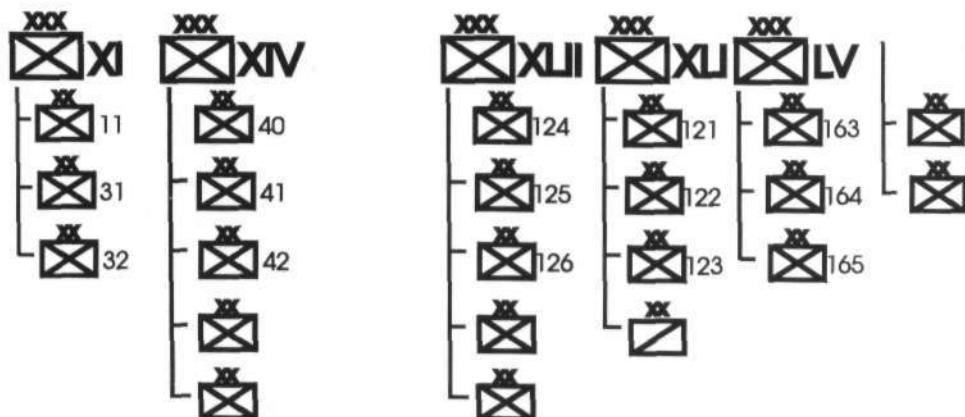 XXX XXX XXX XXX XXX
XI XIV XLII XLI LV
XX XX XX XX XX XX
11 40 124 121 163
XX XX XX XX XX XX
31 41 125 122 164
XX XX XX XX XX
32 42 126 123 165
XX XX XX
XX XX